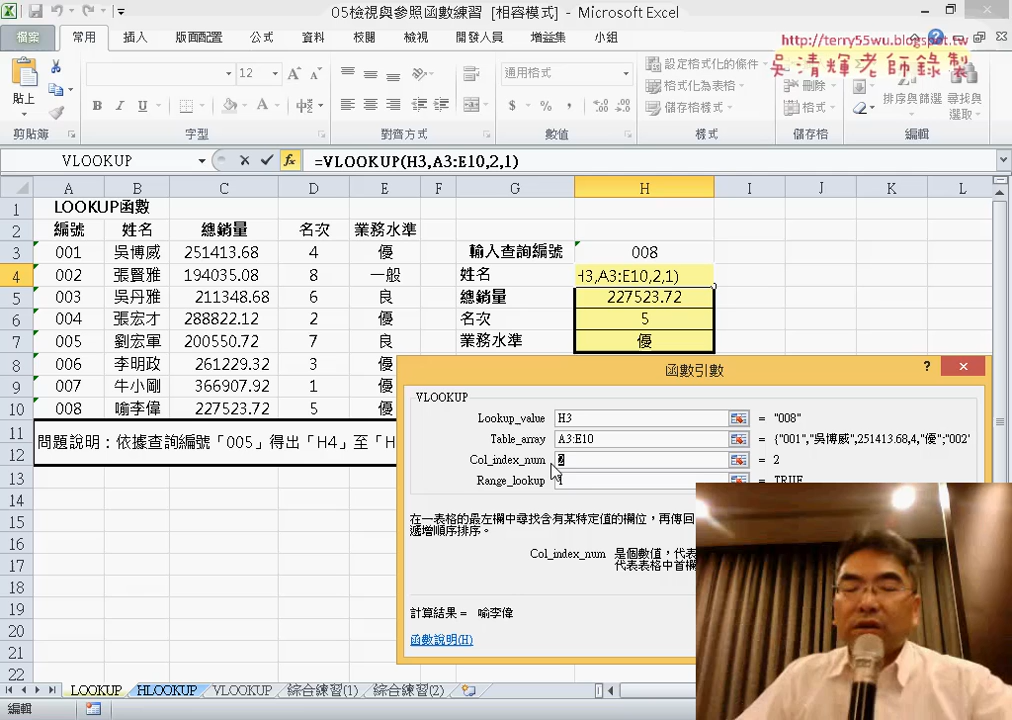 05檢視與參照函數練習 [相容模式] - Microsoft Excel
檔案 常用 插入 版面配置 公式 資料 校閱 檢視 開發人員 增益集 小組
http://terry55wu.blogspot.tw
吳清輝老師錄製
貼上 12 通用格式 設定格式化的條件 格式化為表格 儲存格樣式 刪除 格式 排序與篩選 尋找與選取
剪貼簿 字型 對齊方式 數值 樣式 儲存格 編輯
VLOOKUP =VLOOKUP(H3,A3:E10,2,1)
A B C D E F G H I J K L
1 LOOKUP函數
2 編號 姓名 總銷量 名次 業務水準
3 001 吳博威 251413.68 4 優 輸入查詢編號 008
4 002 張賢雅 194035.08 8 一般 姓名 H3,A3:E10,2,1)
5 003 吳丹雅 211348.68 6 良 總銷量 227523.72
6 004 張宏才 288822.12 2 優 名次 5
7 005 劉宏軍 200550.72 7 良 業務水準 優
8 006 李明政 261229.32 3 優
9 007 牛小剛 366907.92 1 優
10 008 喻李偉 227523.72 5 優
11 問題說明：依據查詢編號「005」得出「H4」至「H
12
13
14
15
16
17
18
19
20
21
22
函數引數
VLOOKUP
Lookup_value H3 = "008"
Table_array A3:E10 = {"001","吳博威",251413.68,4,"優";"002"
Col_index_num 2 = 2
Range_lookup 1 = TRUE
在一表格的最左欄中尋找含有某特定值的欄位，再傳回
遞增順序排序。
Col_index_num 是個數值，代表
代表表格中首欄
計算結果 = 喻李偉
函數說明(H)
LOOKUP HLOOKUP VLOOKUP 綜合練習(1) 綜合練習(2)
編輯